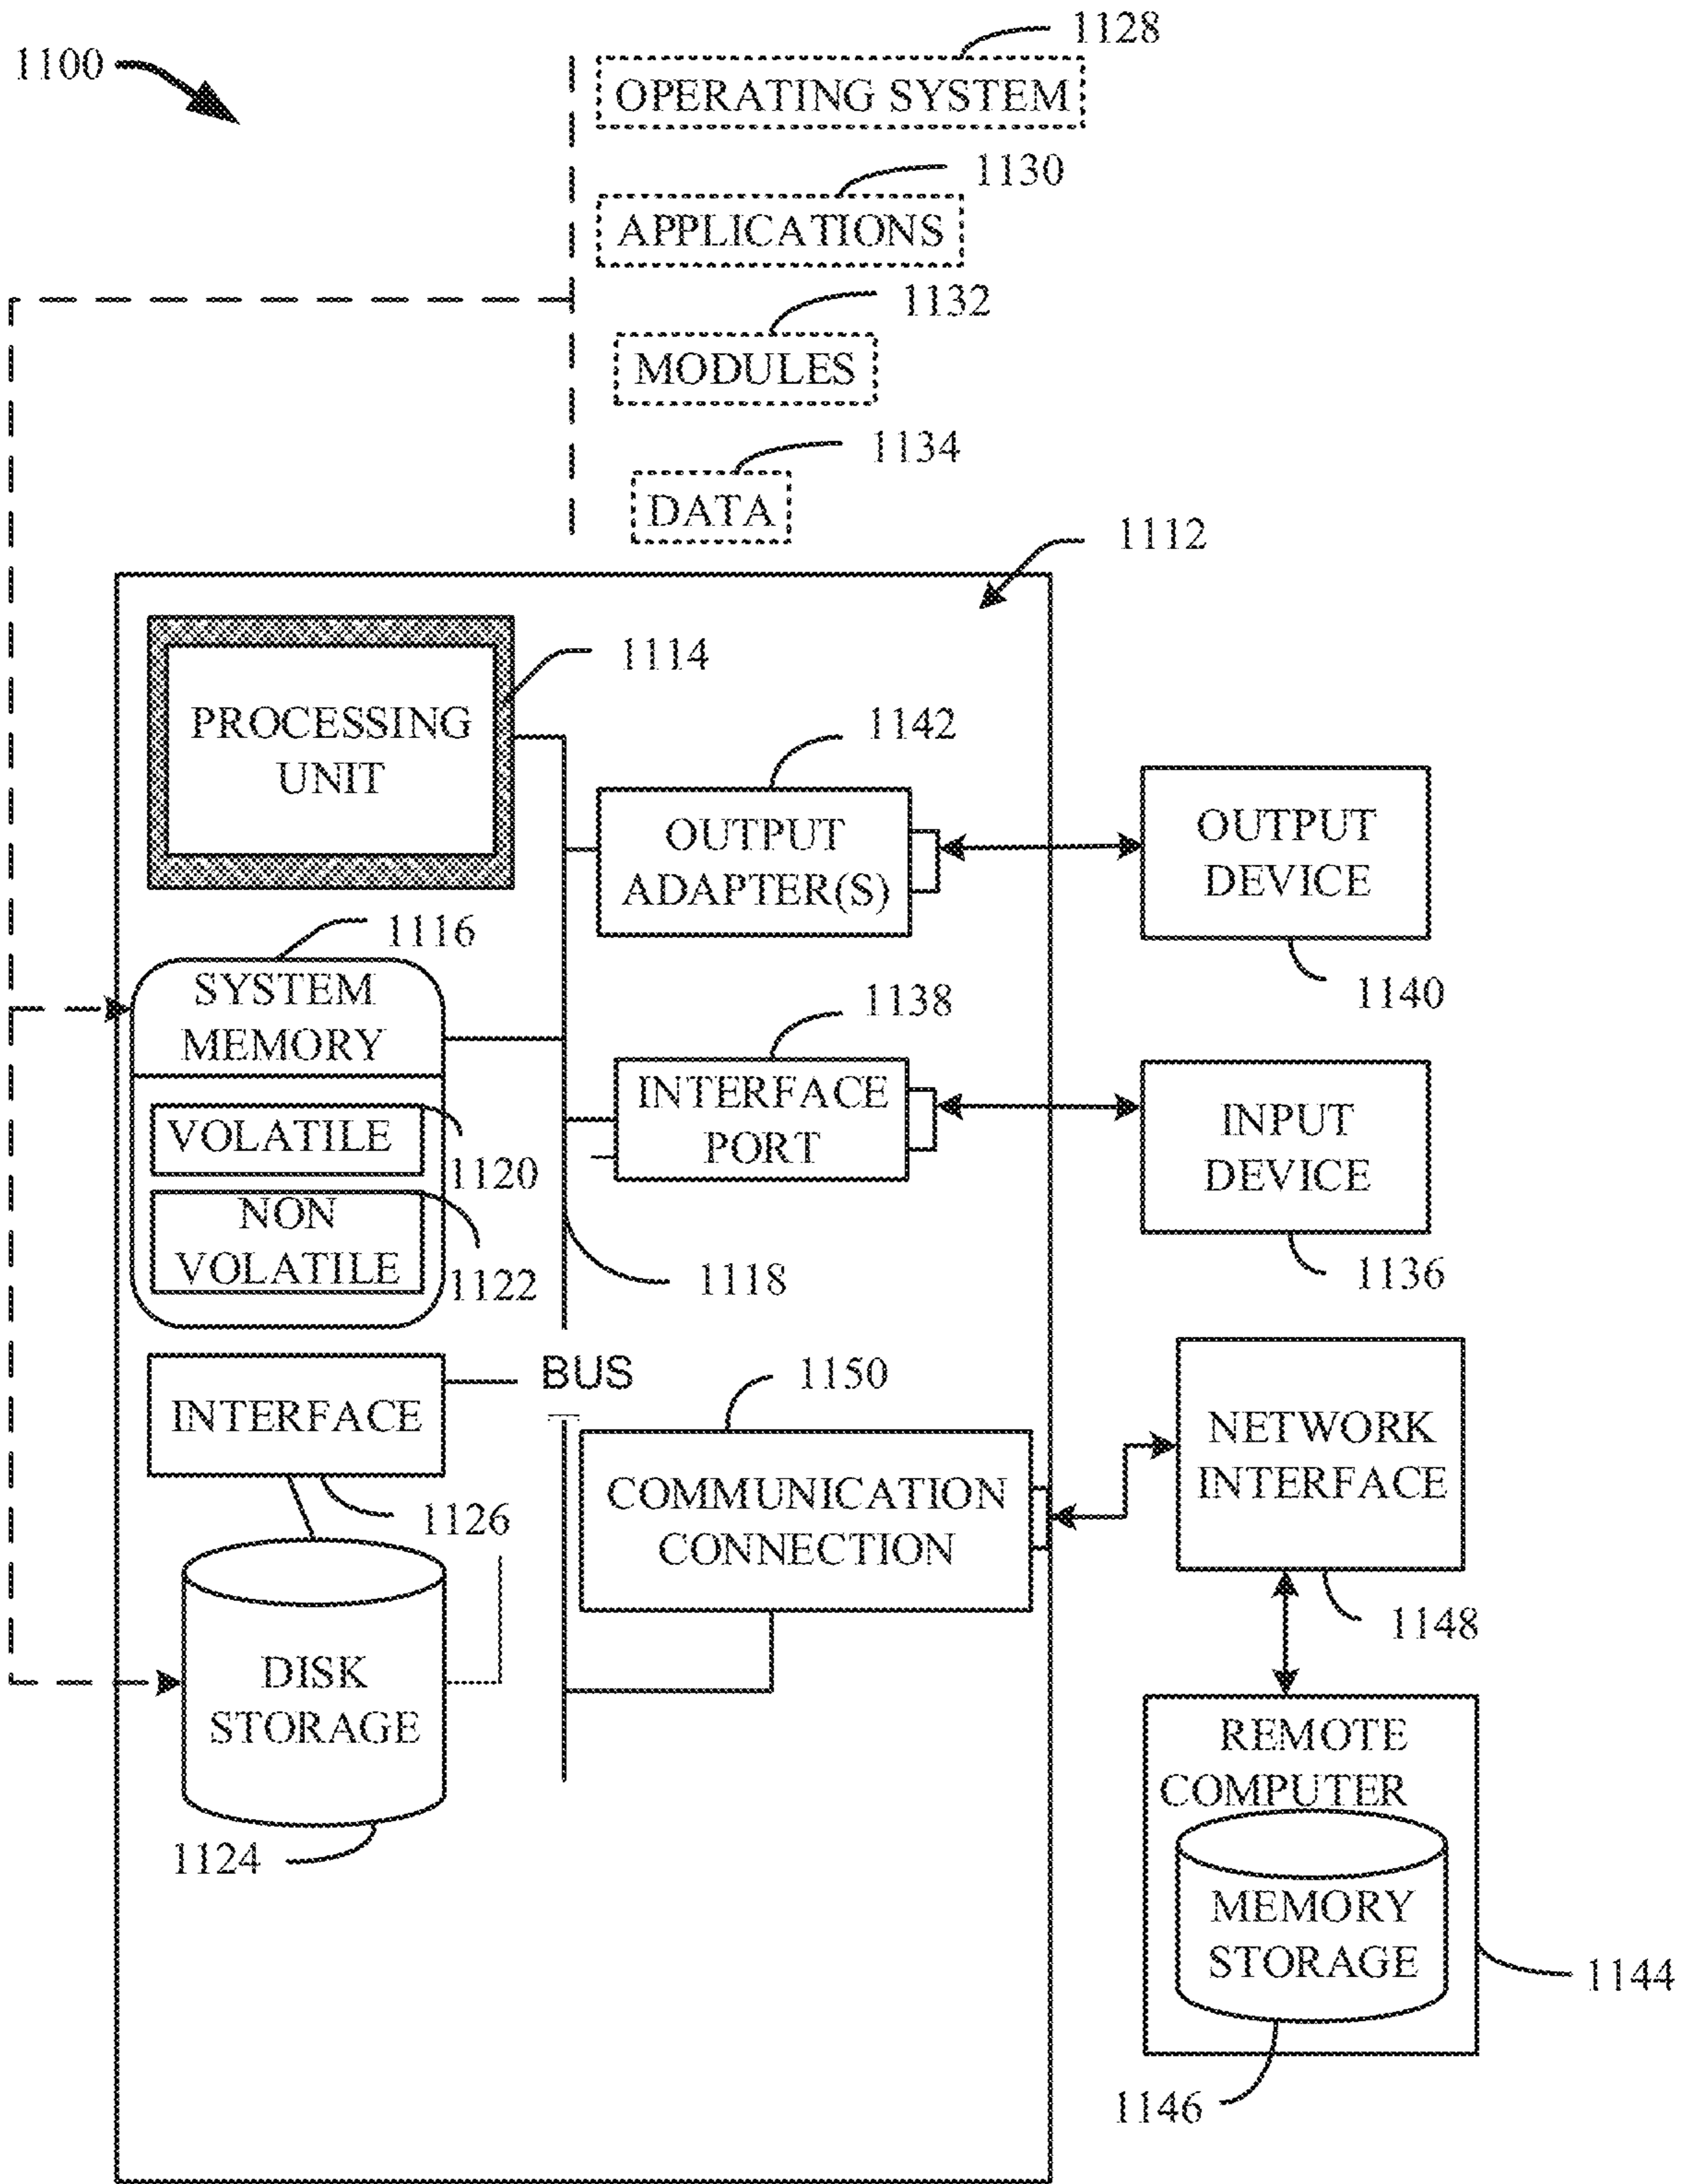 1128
1100
OPERATING SYSTEM
1130
APPLICATIONS
1132
MODULES
1134
DATA
1112
1114
PROCESSING
UNIT
1142
OUTPUT
ADAPTER(S)
OUTPUT
DEVICE
1140
1116
SYSTEM
MEMORY
VOLATILE
1120
NON
VOLATILE
1122
1138
INTERFACE
PORT
INPUT
DEVICE
1136
1118
BUS
INTERFACE
1126
1150
COMMUNICATION
CONNECTION
NETWORK
INTERFACE
1148
DISK
STORAGE
1124
REMOTE
COMPUTER
MEMORY
STORAGE
1144
1146